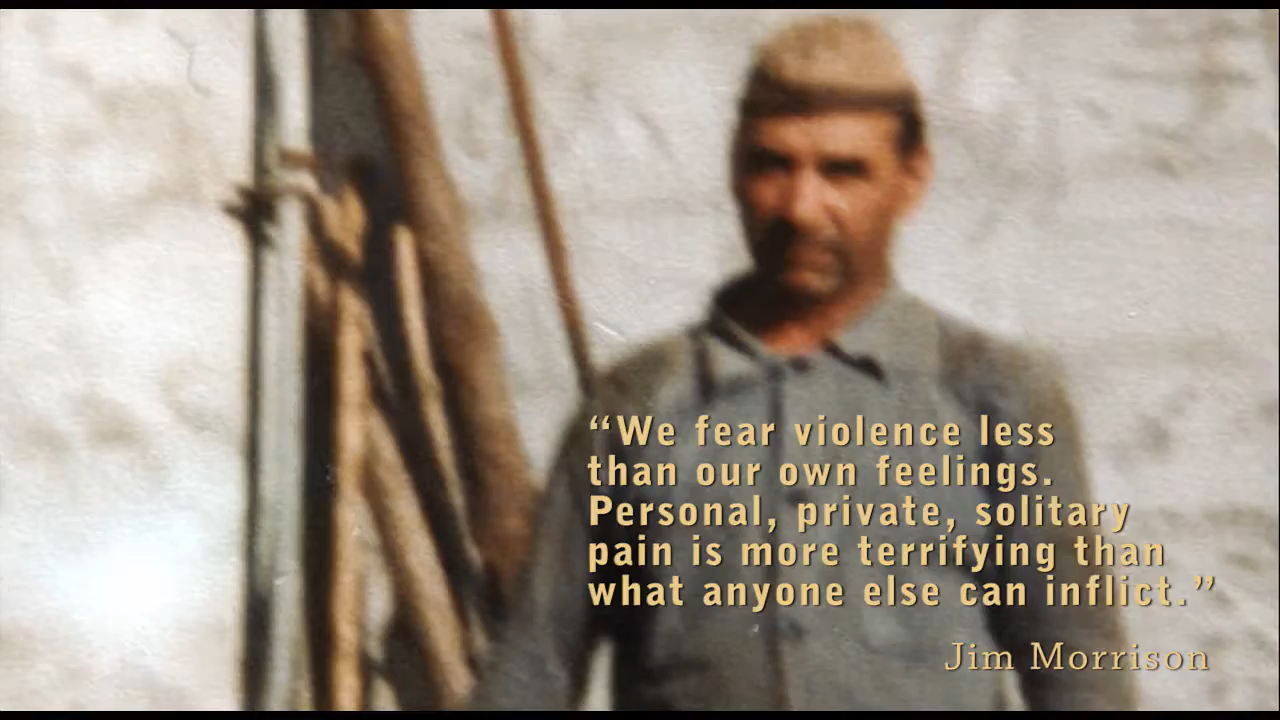 “We fear violence less
than our own feelings.
Personal, private, solitary
pain is more terrifying than
what anyone else can inflict.”
Jim Morrison